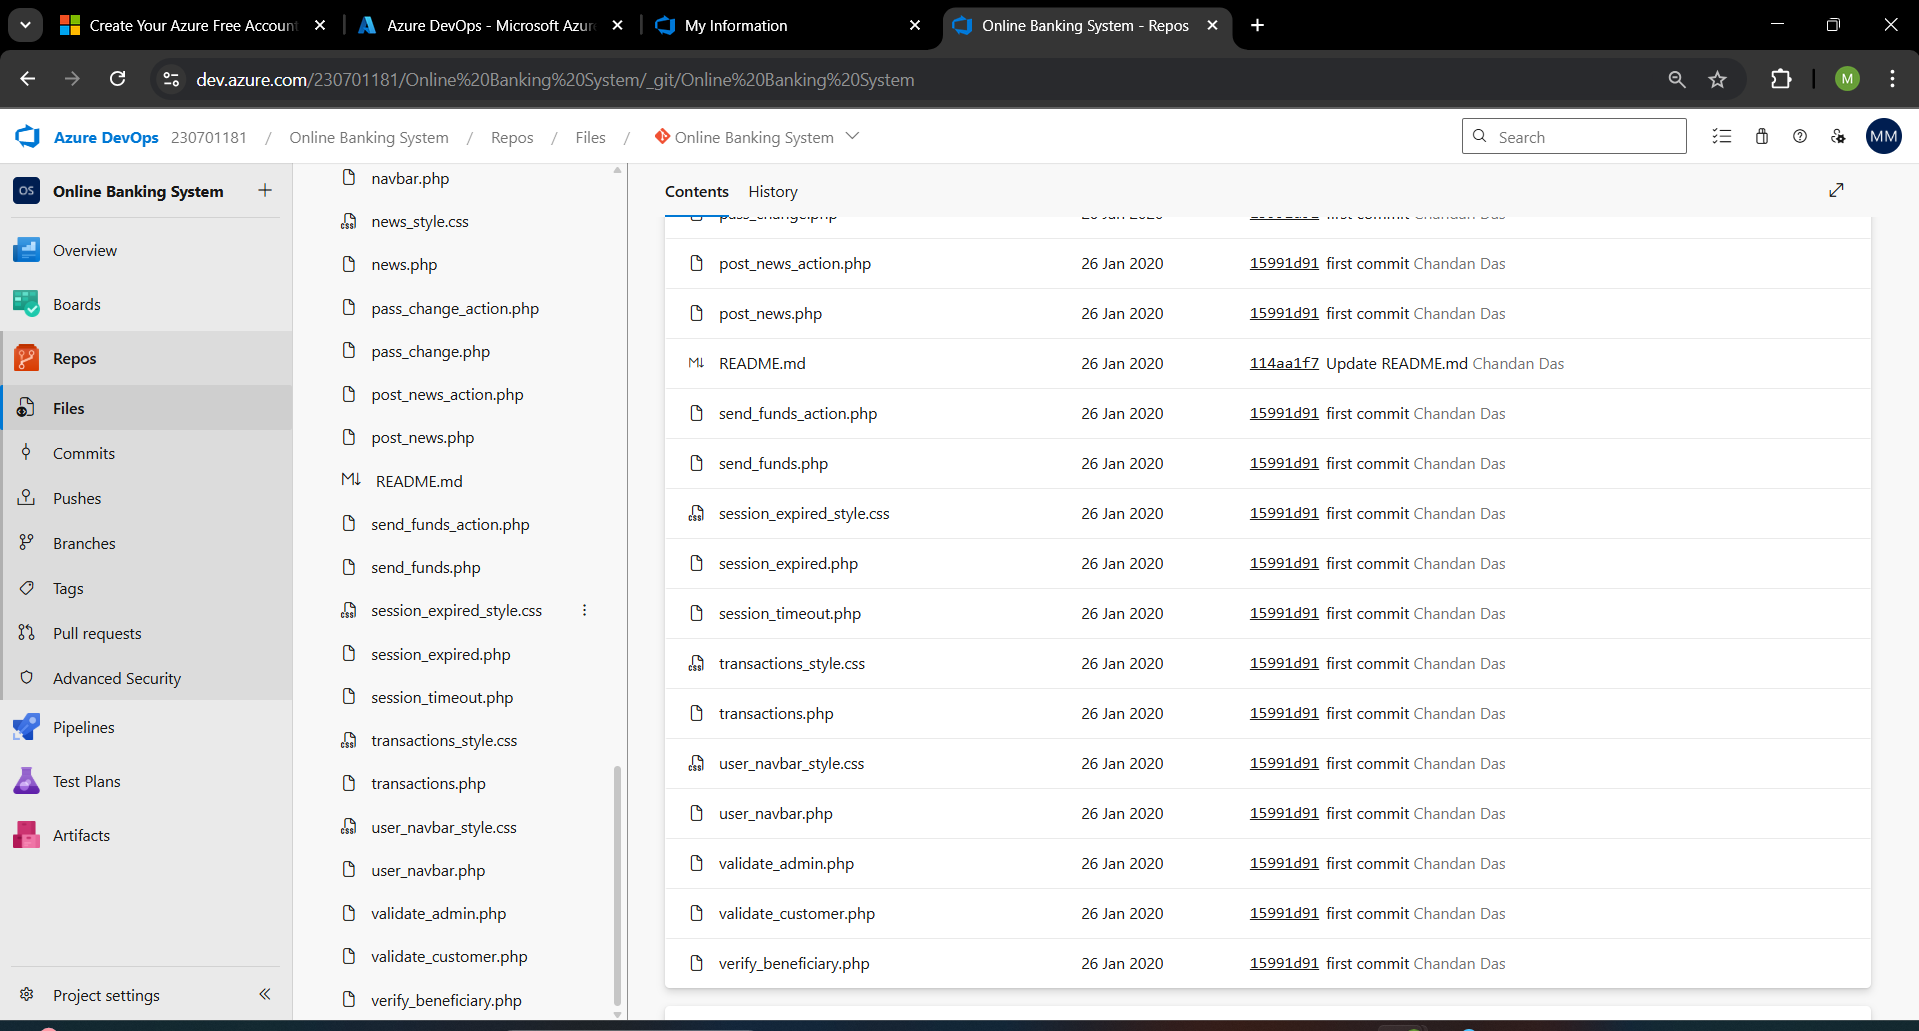 Create Your Azure Free Account
Azure DevOps - Microsoft Azure
My Information
Online Banking System - Repos
dev.azure.com/230701181/Online%20Banking%20System/_git/Online%20Banking%20System
M
Azure DevOps 230701181 / Online Banking System / Repos / Files / Online Banking System
Search
MM
OS Online Banking System
Overview
Boards
Repos
Files
Commits
Pushes
Branches
Tags
Pull requests
Advanced Security
Pipelines
Test Plans
Artifacts
Project settings
navbar.php
news_style.css
news.php
pass_change_action.php
pass_change.php
post_news_action.php
post_news.php
README.md
send_funds_action.php
send_funds.php
session_expired_style.css
session_expired.php
session_timeout.php
transactions_style.css
transactions.php
user_navbar_style.css
user_navbar.php
validate_admin.php
validate_customer.php
verify_beneficiary.php
Contents History
pass_change.php 26 Jan 2020 15991d91 first commit Chandan Das
post_news_action.php 26 Jan 2020 15991d91 first commit Chandan Das
post_news.php 26 Jan 2020 15991d91 first commit Chandan Das
README.md 26 Jan 2020 114aa1f7 Update README.md Chandan Das
send_funds_action.php 26 Jan 2020 15991d91 first commit Chandan Das
send_funds.php 26 Jan 2020 15991d91 first commit Chandan Das
session_expired_style.css 26 Jan 2020 15991d91 first commit Chandan Das
session_expired.php 26 Jan 2020 15991d91 first commit Chandan Das
session_timeout.php 26 Jan 2020 15991d91 first commit Chandan Das
transactions_style.css 26 Jan 2020 15991d91 first commit Chandan Das
transactions.php 26 Jan 2020 15991d91 first commit Chandan Das
user_navbar_style.css 26 Jan 2020 15991d91 first commit Chandan Das
user_navbar.php 26 Jan 2020 15991d91 first commit Chandan Das
validate_admin.php 26 Jan 2020 15991d91 first commit Chandan Das
validate_customer.php 26 Jan 2020 15991d91 first commit Chandan Das
verify_beneficiary.php 26 Jan 2020 15991d91 first commit Chandan Das